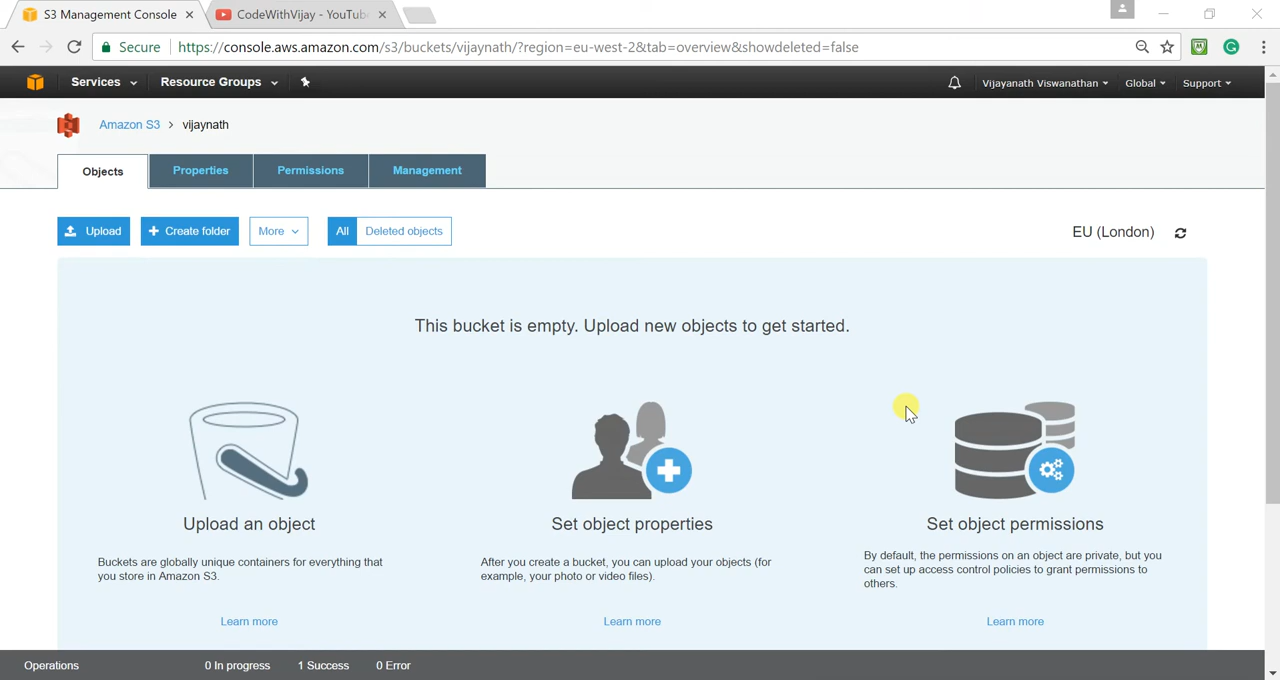 S3 Management Console
CodeWithVijay - YouTub
Secure https://console.aws.amazon.com/s3/buckets/vijaynath/?region=eu-west-2&tab=overview&showdeleted=false
Services Resource Groups Vijayanath Viswanathan Global Support
Amazon S3 > vijaynath
Objects Properties Permissions Management
Upload Create folder More All Deleted objects EU (London)
This bucket is empty. Upload new objects to get started.
Upload an object
Buckets are globally unique containers for everything that
you store in Amazon S3.
Learn more
Set object properties
After you create a bucket, you can upload your objects (for
example, your photo or video files).
Learn more
Set object permissions
By default, the permissions on an object are private, but you
can set up access control policies to grant permissions to
others.
Learn more
Operations 0 In progress 1 Success 0 Error